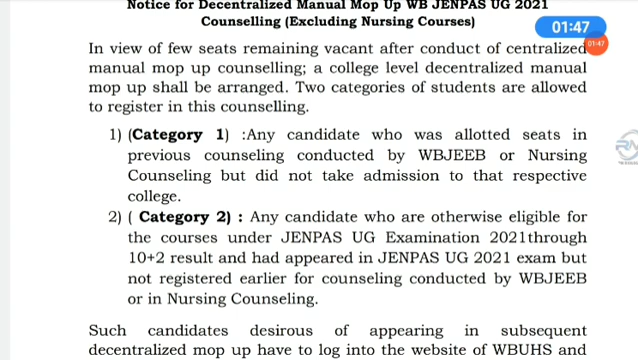 Notice for Decentralized Manual Mop Up WB JENPAS UG 2021
Counselling (Excluding Nursing Courses)
01:47
01:47
In view of few seats remaining vacant after conduct of centralized
manual mop up counselling; a college level decentralized manual
mop up shall be arranged. Two categories of students are allowed
to register in this counselling.
1) (Category 1) :Any candidate who was allotted seats in
previous counseling conducted by WBJEEB or Nursing
Counseling but did not take admission to that respective
college.
2) ( Category 2) : Any candidate who are otherwise eligible for
the courses under JENPAS UG Examination 2021through
10+2 result and had appeared in JENPAS UG 2021 exam but
not registered earlier for counseling conducted by WBJEEB
or in Nursing Counseling.
Such candidates desirous of appearing in subsequent
decentralized mop up have to log into the website of WBUHS and